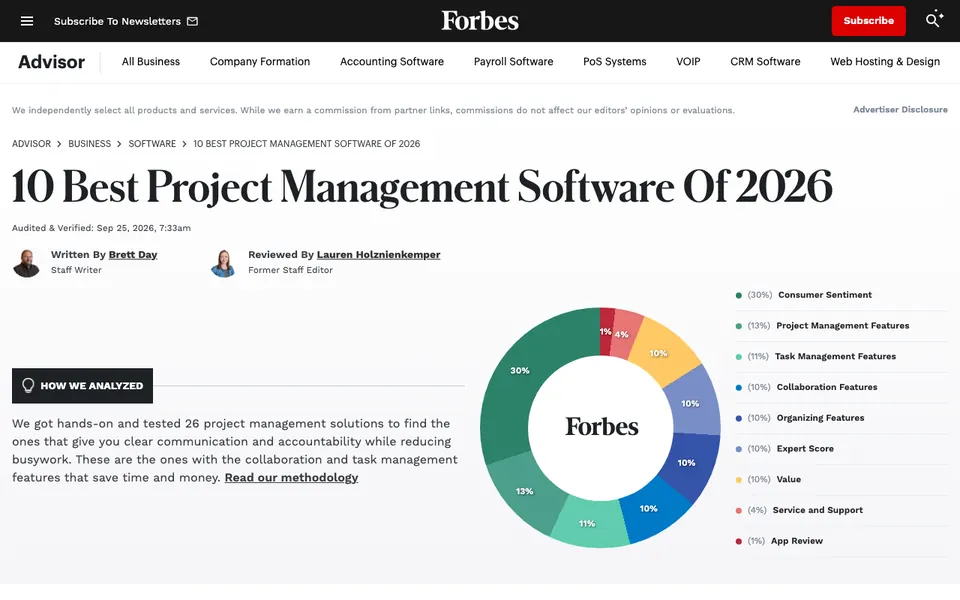 Subscribe To Newsletters
Forbes
Subscribe
Advisor
All Business
Company Formation
Accounting Software
Payroll Software
PoS Systems
VOIP
CRM Software
Web Hosting & Design
We independently select all products and services. While we earn a commission from partner links, commissions do not affect our editors' opinions or evaluations.
Advertiser Disclosure
ADVISOR > BUSINESS > SOFTWARE > 10 BEST PROJECT MANAGEMENT SOFTWARE OF 2026
10 Best Project Management Software Of 2026
Audited & Verified: Sep 25, 2026, 7:33am
Written By Brett Day
Staff Writer
Reviewed By Lauren Holznienkemper
Former Staff Editor
HOW WE ANALYZED
We got hands-on and tested 26 project management solutions to find the
ones that give you clear communication and accountability while reducing
busywork. These are the ones with the collaboration and task management
features that save time and money. Read our methodology
1%
4%
10%
10%
10%
10%
11%
13%
30%
Forbes
(30%) Consumer Sentiment
(13%) Project Management Features
(11%) Task Management Features
(10%) Collaboration Features
(10%) Organizing Features
(10%) Expert Score
(10%) Value
(4%) Service and Support
(1%) App Review